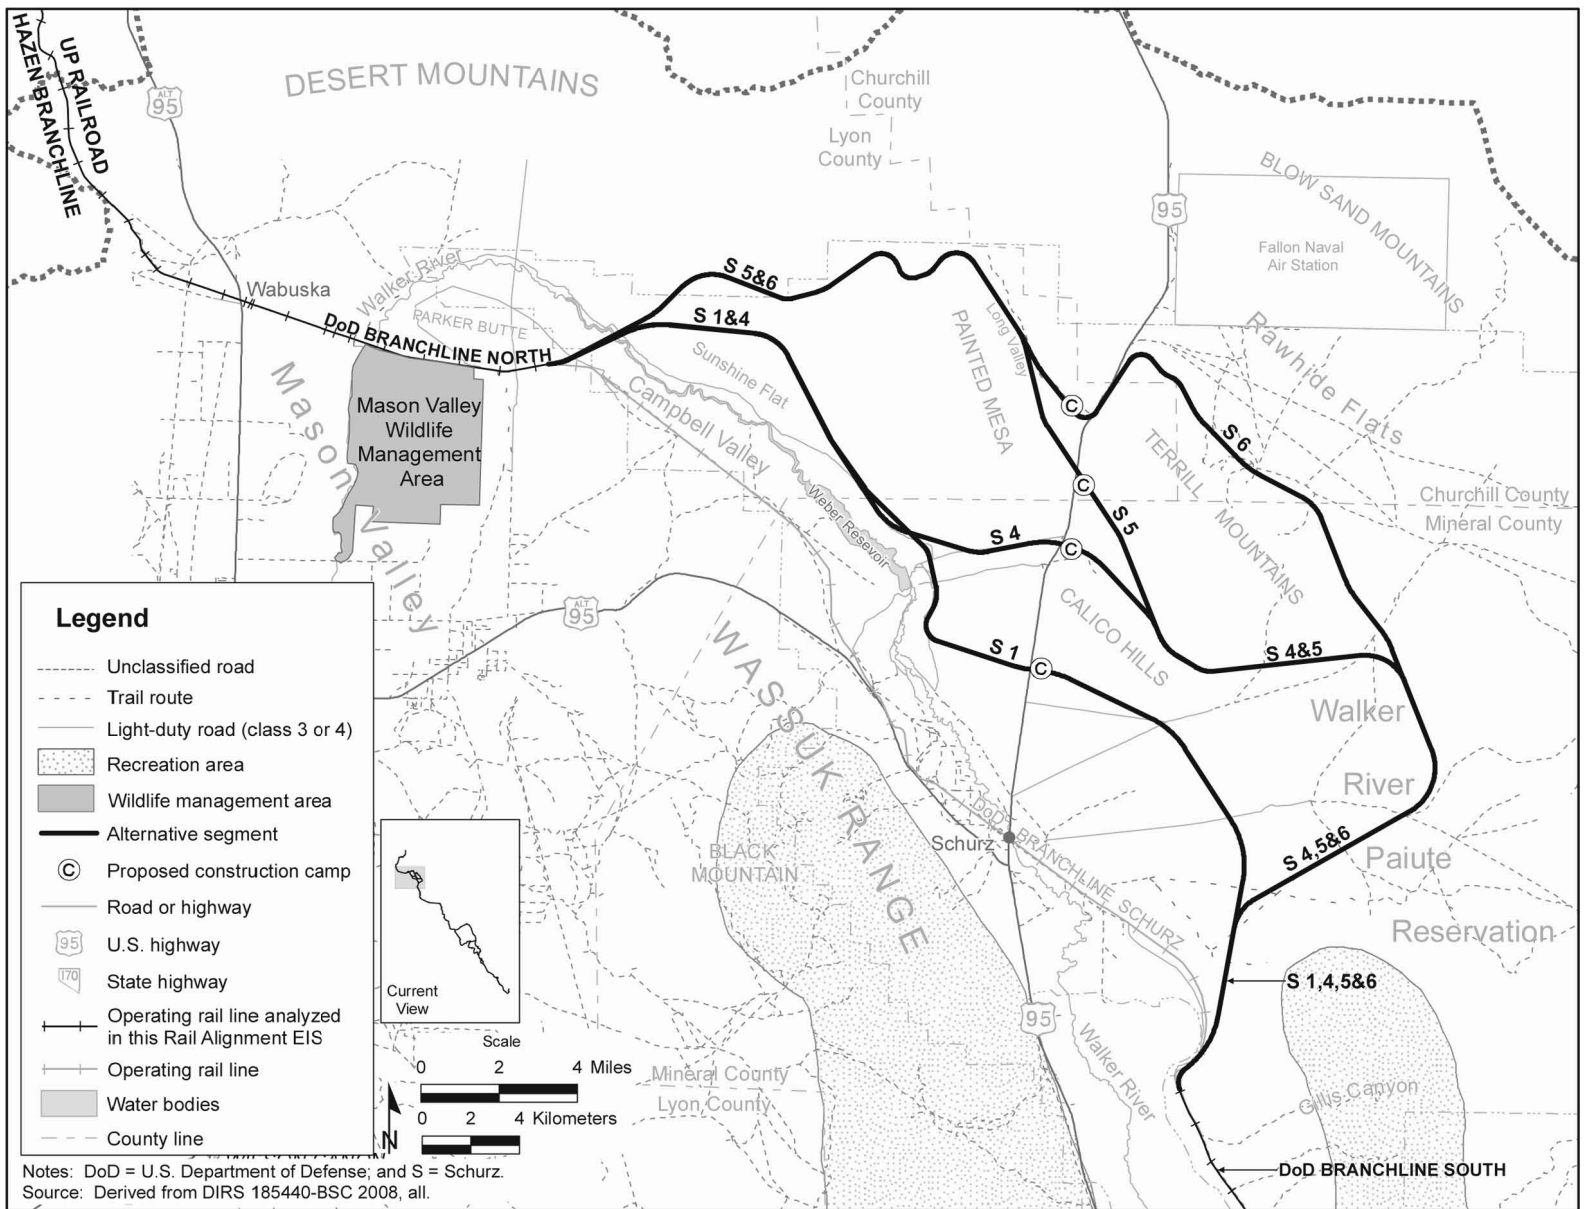 HAZEN BRANCHLINE
UP RAILROAD
ALT
95
DESERT MOUNTAINS
Churchill
County
Lyon
County
95
BLOW SAND MOUNTAINS
Fallon Naval
Air Station
Wabuska
Walker River
PARKER BUTTE
DoD BRANCHLINE NORTH
S 5&6
S 1&4
Sunshine Flat
Campbell Valley
PAINTED MESA
Long Valley
C
Rawhide Flats
Mason Valley
Mason Valley
Wildlife
Management
Area
TERRILL
MOUNTAINS
S 6
C
S 5
Churchill County
Mineral County
Weber Resevoir
S 4
C
CALICO HILLS
S 1
C
S 4&5
ALT
95
WASSUK RANGE
Walker
River
Paiute
Reservation
BLACK
MOUNTAIN
Schurz
DoD BRANCHLINE SCHURZ
S 4,5&6
S 1,4,5&6
95
Walker River
Gillis Canyon
DoD BRANCHLINE SOUTH
Mineral County
Lyon County
Legend
Unclassified road
Trail route
Light-duty road (class 3 or 4)
Recreation area
Wildlife management area
Alternative segment
C Proposed construction camp
Road or highway
95 U.S. highway
170 State highway
Operating rail line analyzed
in this Rail Alignment EIS
Operating rail line
Water bodies
County line
Current
View
Scale
0 2 4 Miles
0 2 4 Kilometers
N
Notes: DoD = U.S. Department of Defense; and S = Schurz.
Source: Derived from DIRS 185440-BSC 2008, all.